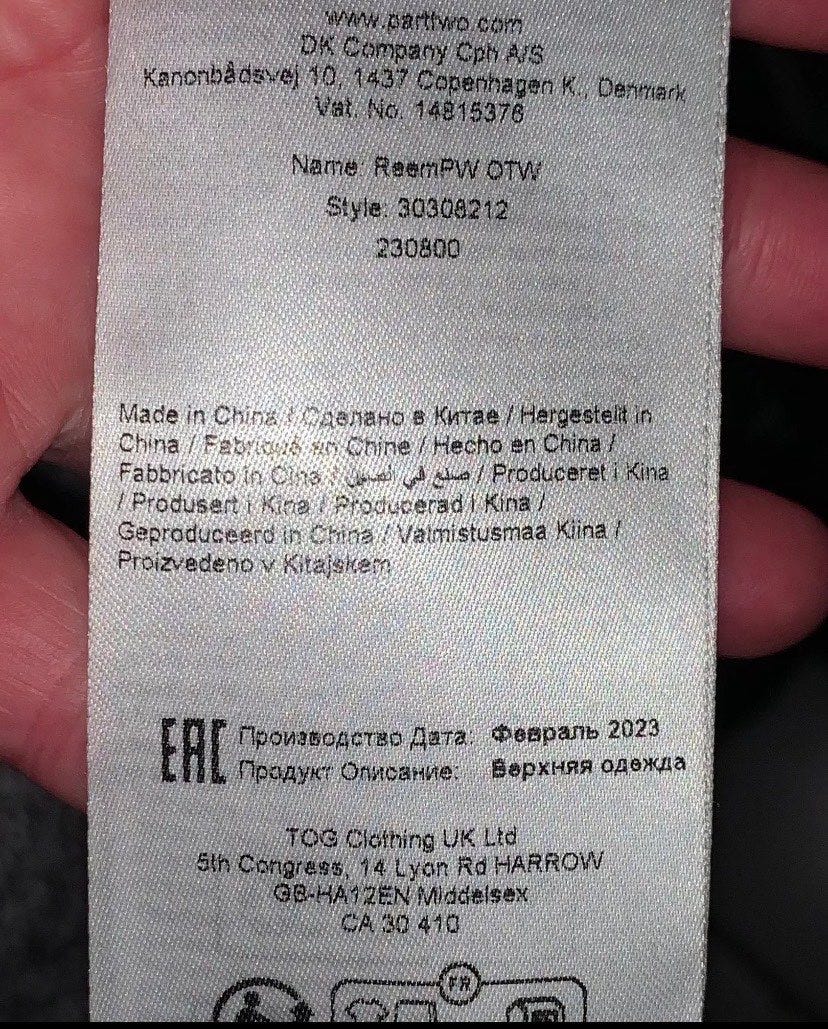 www.parttwo.com
DK Company Cph A/S
Kanonbådsvej 10, 1437 Copenhagen K., Denmark
Vat. No. 14815376
Name: ReemPW OTW
Style: 30308212
230800
Made in China / Сделано в Китае / Hergestellt in
China / Fabriqué en Chine / Hecho en China /
Fabbricato in Cina / صنع في الصين / Produceret i Kina
/ Produsert i Kina / Producerad i Kina /
Geproduceerd in China / Valmistusmaa Kiina /
Proizvedeno v Kitajskem
EAC
Производство Дата: Февраль 2023
Продукт Описание: Верхняя одежда
TOG Clothing UK Ltd
5th Congress, 14 Lyon Rd HARROW
GB-HA12EN Middelsex
CA 30 410
FR